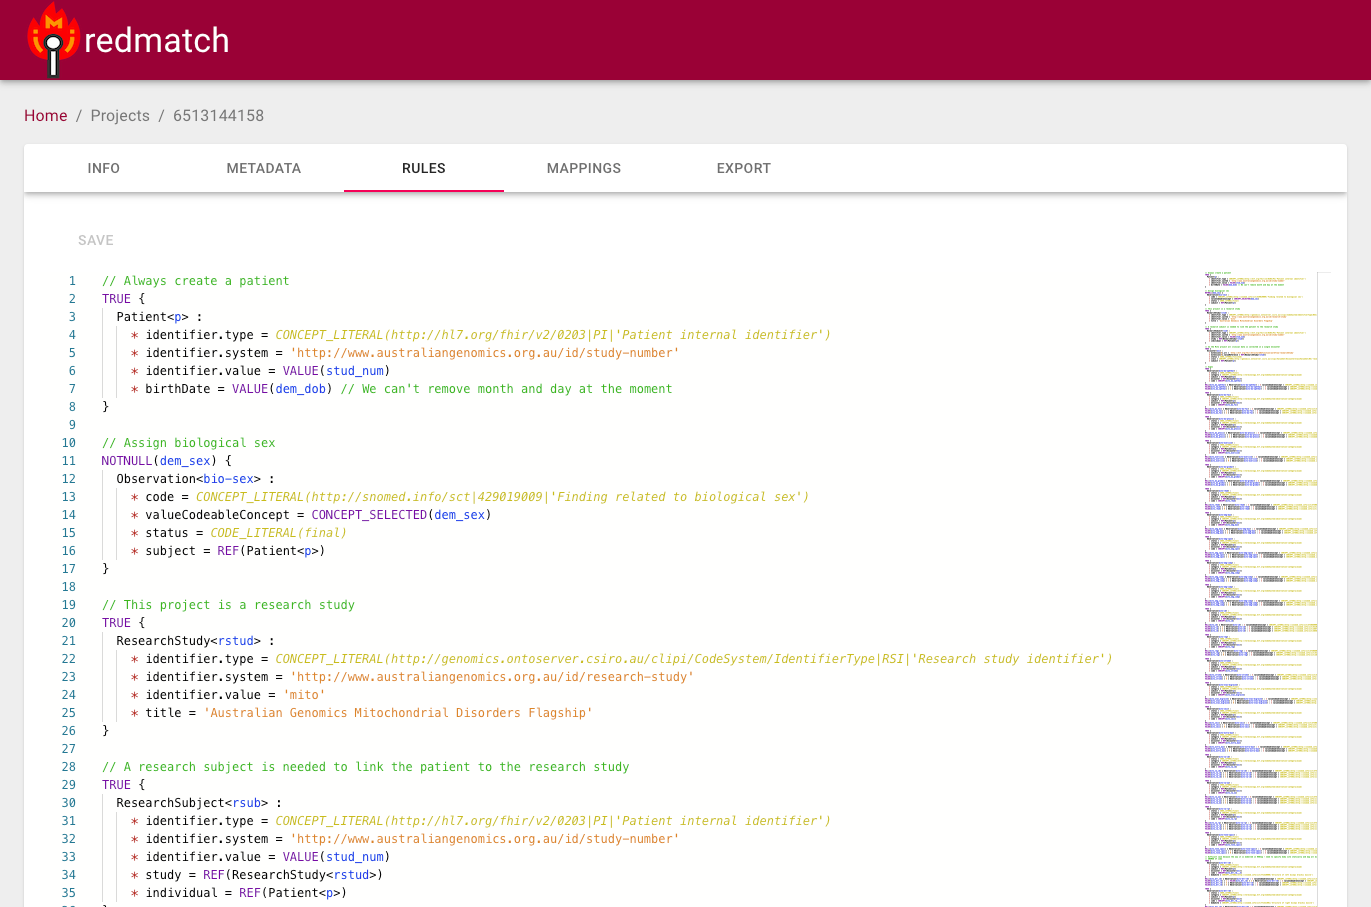 redmatch
Home / Projects / 6513144158
INFO METADATA RULES MAPPINGS EXPORT
SAVE
1 // Always create a patient
2 TRUE {
3 Patient<p> :
4 * identifier.type = CONCEPT_LITERAL(http://hl7.org/fhir/v2/0203|PI|'Patient internal identifier')
5 * identifier.system = 'http://www.australiangenomics.org.au/id/study-number'
6 * identifier.value = VALUE(stud_num)
7 * birthDate = VALUE(dem_dob) // We can't remove month and day at the moment
8 }
9
10 // Assign biological sex
11 NOTNULL(dem_sex) {
12 Observation<bio-sex> :
13 * code = CONCEPT_LITERAL(http://snomed.info/sct|429019009|'Finding related to biological sex')
14 * valueCodeableConcept = CONCEPT_SELECTED(dem_sex)
15 * status = CODE_LITERAL(final)
16 * subject = REF(Patient<p>)
17 }
18
19 // This project is a research study
20 TRUE {
21 ResearchStudy<rstud> :
22 * identifier.type = CONCEPT_LITERAL(http://genomics.ontoserver.csiro.au/clipi/CodeSystem/IdentifierType|RSI|'Research study identifier')
23 * identifier.system = 'http://www.australiangenomics.org.au/id/research-study'
24 * identifier.value = 'mito'
25 * title = 'Australian Genomics Mitochondrial Disorders Flagship'
26 }
27
28 // A research subject is needed to link the patient to the research study
29 TRUE {
30 ResearchSubject<rsub> :
31 * identifier.type = CONCEPT_LITERAL(http://hl7.org/fhir/v2/0203|PI|'Patient internal identifier')
32 * identifier.system = 'http://www.australiangenomics.org.au/id/study-number'
33 * identifier.value = VALUE(stud_num)
34 * study = REF(ResearchStudy<rstud>)
35 * individual = REF(Patient<p>)